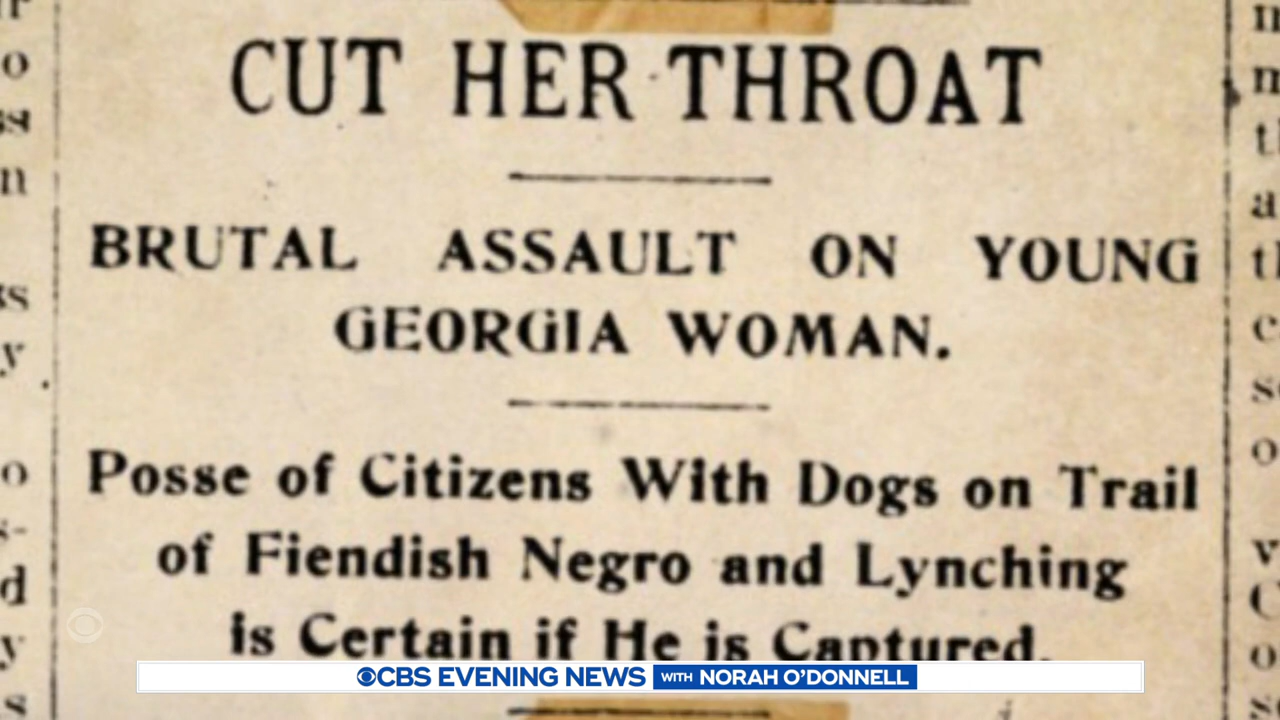 CUT HER THROAT
BRUTAL ASSAULT ON YOUNG
GEORGIA WOMAN.
Posse of Citizens With Dogs on Trail
of Fiendish Negro and Lynching
is Certain if He is Captured.
CBS EVENING NEWS WITH NORAH O'DONNELL